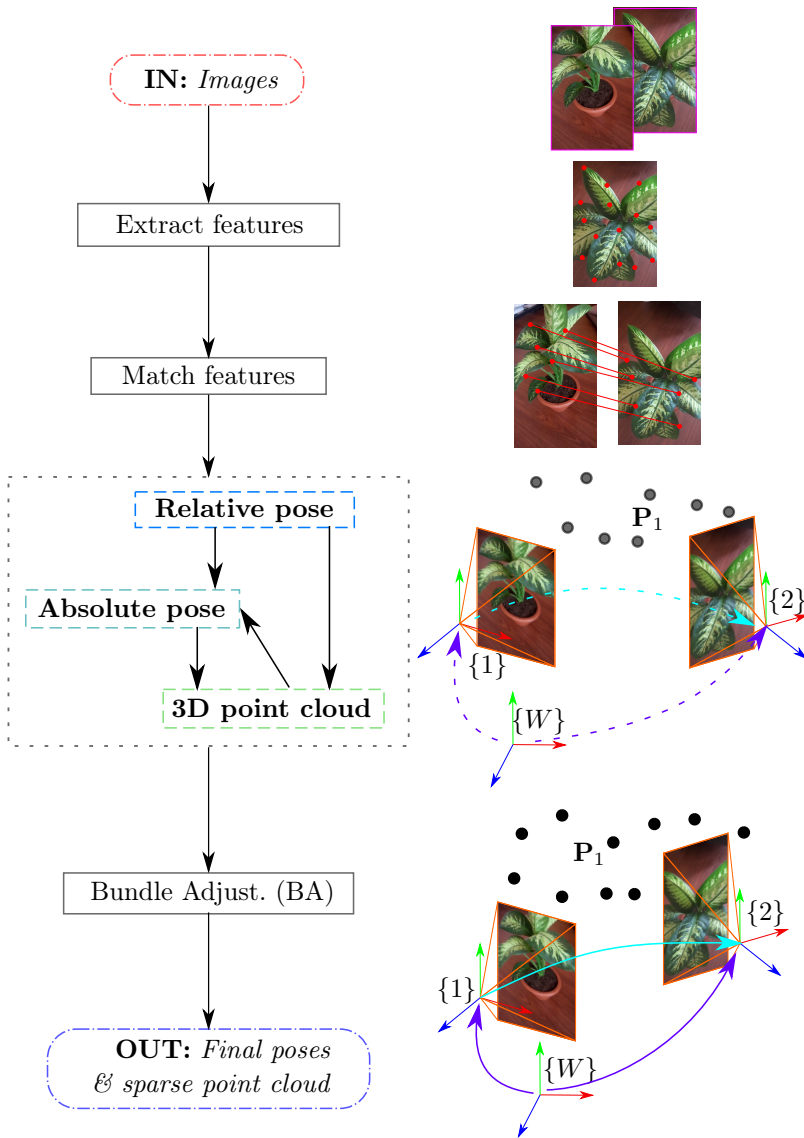 IN: Images
Extract features
Match features
Relative pose
Absolute pose
3D point cloud
Bundle Adjust. (BA)
OUT: Final poses
& sparse point cloud
P₁
{1}
{2}
{W}
P₁
{1}
{2}
{W}